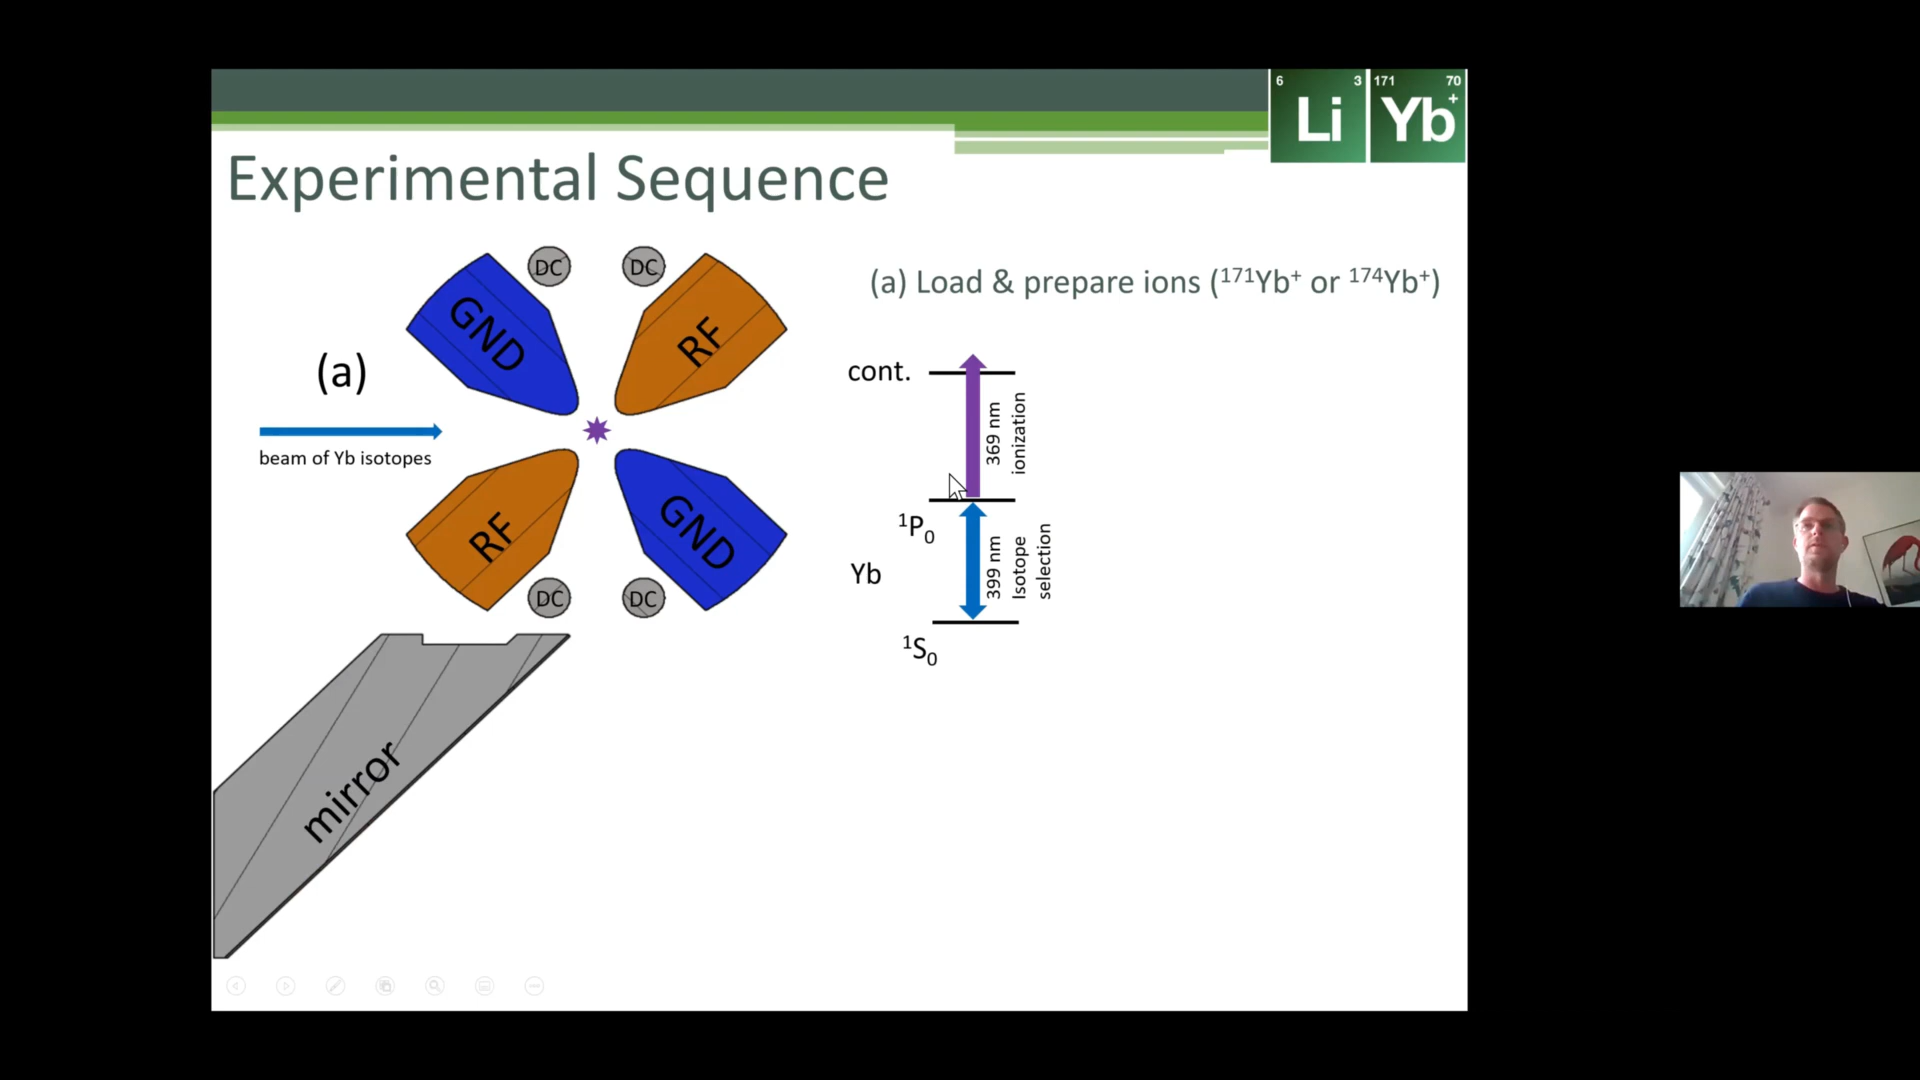 6 3 171 70
Li Yb+
Experimental Sequence
DC DC
GND RF
(a) Load & prepare ions (¹⁷¹Yb⁺ or ¹⁷⁴Yb⁺)
(a)
beam of Yb isotopes
RF GND
DC DC
mirror
cont.
369 nm
ionization
¹P₀
Yb
399 nm
Isotope
selection
¹S₀